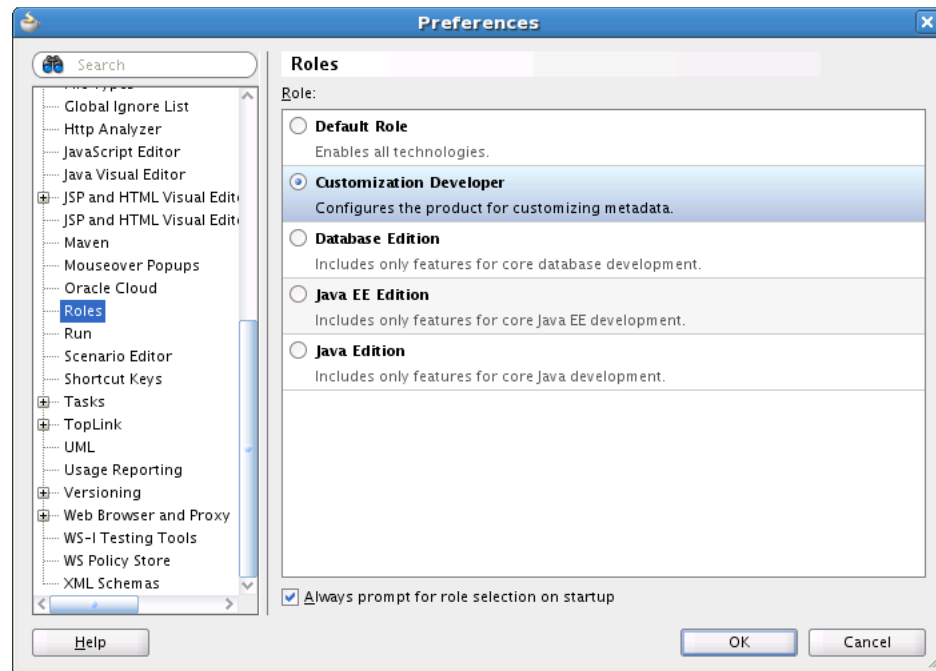 Preferences
Search
Global Ignore List
Http Analyzer
JavaScript Editor
Java Visual Editor
JSP and HTML Visual Edit
JSP and HTML Visual Edit
Maven
Mouseover Popups
Oracle Cloud
Roles
Run
Scenario Editor
Shortcut Keys
Tasks
TopLink
UML
Usage Reporting
Versioning
Web Browser and Proxy
WS-I Testing Tools
WS Policy Store
XML Schemas
Roles
Role:
Default Role
Enables all technologies.
Customization Developer
Configures the product for customizing metadata.
Database Edition
Includes only features for core database development.
Java EE Edition
Includes only features for core Java EE development.
Java Edition
Includes only features for core Java development.
Always prompt for role selection on startup
Help
OK
Cancel